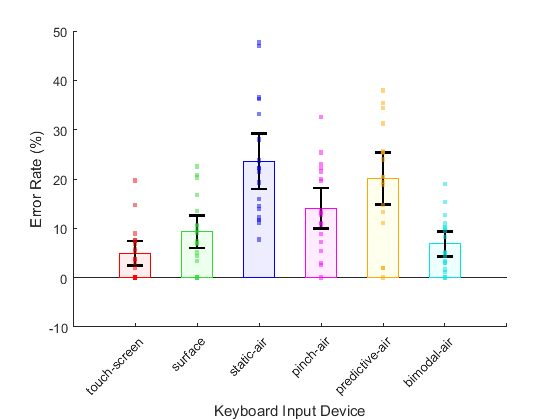 50
40
30
20
10
0
-10
Error Rate (%)
touch-screen
surface
static-air
pinch-air
predictive-air
bimodal-air
Keyboard Input Device